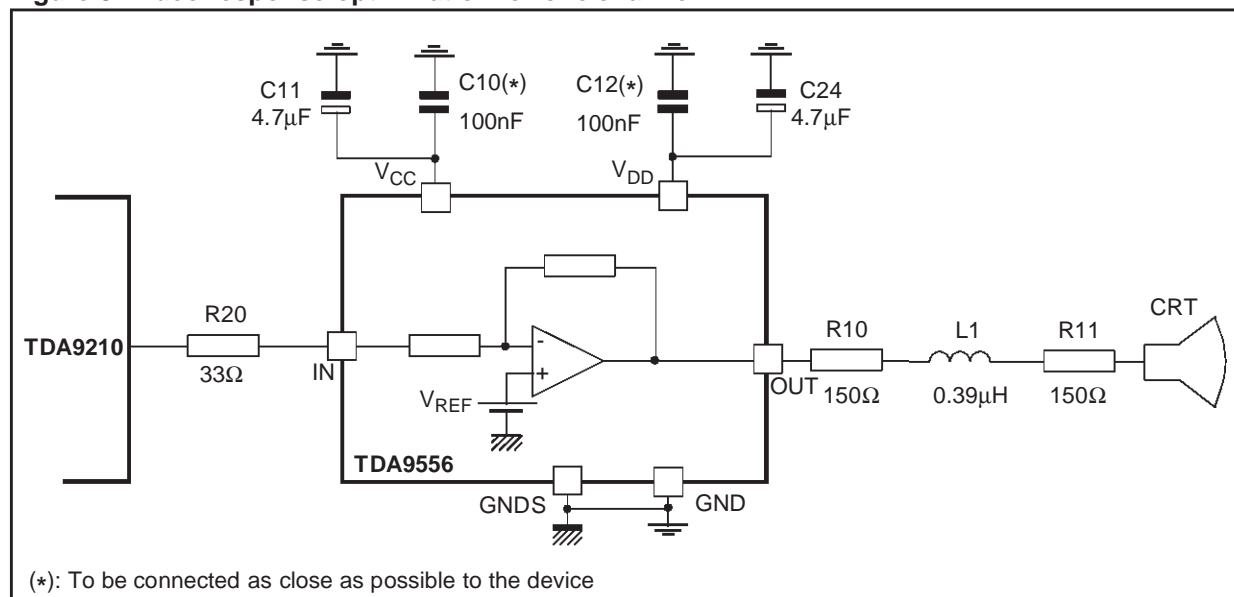 C11
4.7µF
C10(*)
100nF
C12(*)
100nF
C24
4.7µF
VCC
VDD
TDA9210
R20
33Ω
IN
-
+
VREF
OUT
R10
150Ω
L1
0.39µH
R11
150Ω
CRT
TDA9556
GNDS
GND
(*): To be connected as close as possible to the device